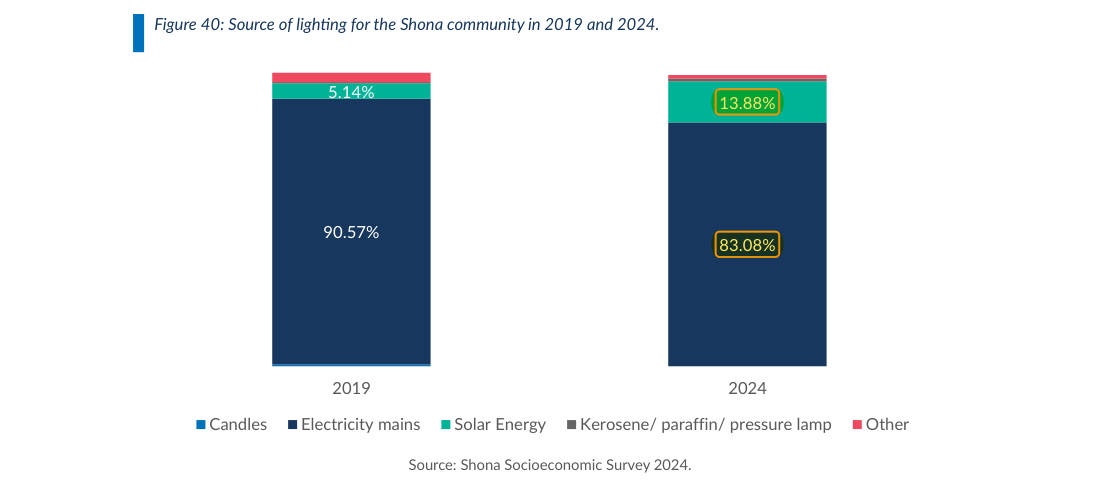 Figure 40: Source of lighting for the Shona community in 2019 and 2024.
5.14%
13.88%
90.57%
83.08%
2019
2024
Candles Electricity mains Solar Energy Kerosene/ paraffin/ pressure lamp Other
Source: Shona Socioeconomic Survey 2024.